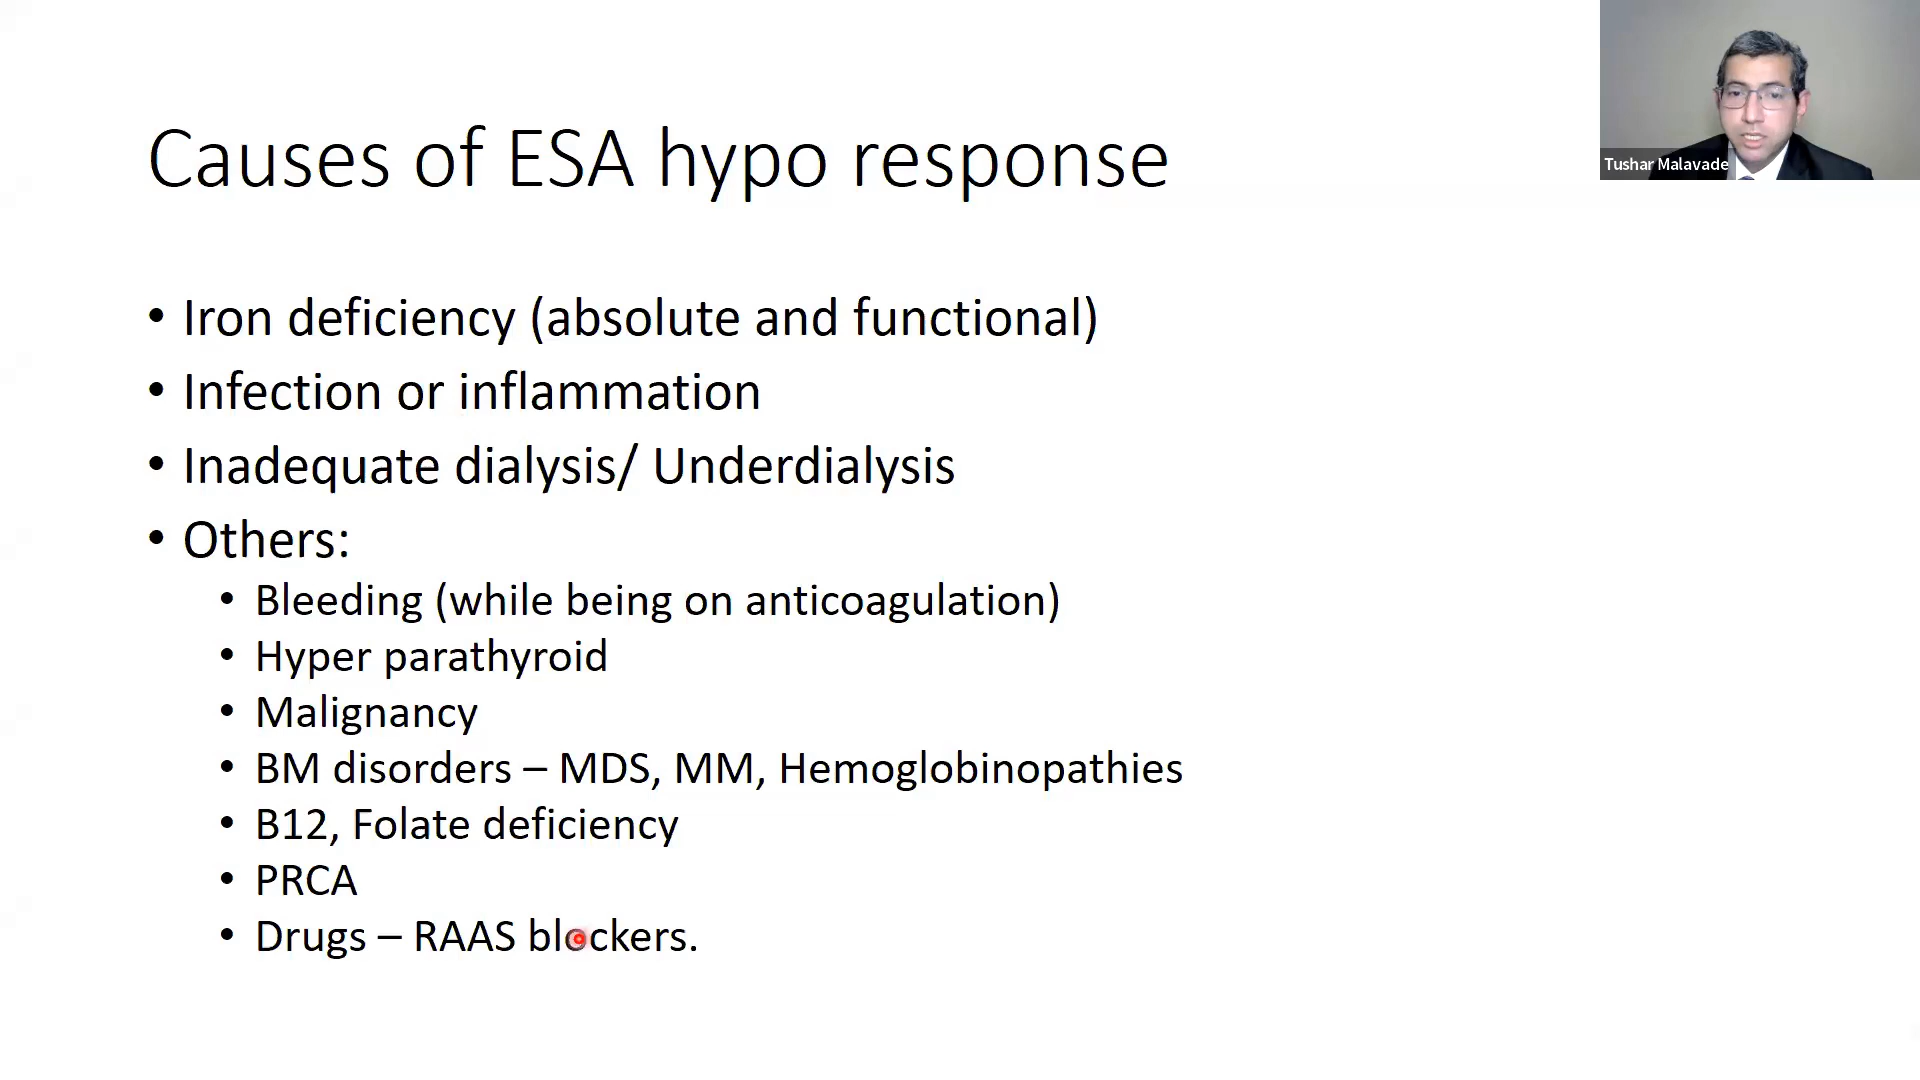 Causes of ESA hypo response
Tushar Malavade
• Iron deficiency (absolute and functional)
• Infection or inflammation
• Inadequate dialysis/ Underdialysis
• Others:
• Bleeding (while being on anticoagulation)
• Hyper parathyroid
• Malignancy
• BM disorders – MDS, MM, Hemoglobinopathies
• B12, Folate deficiency
• PRCA
• Drugs – RAAS blockers.